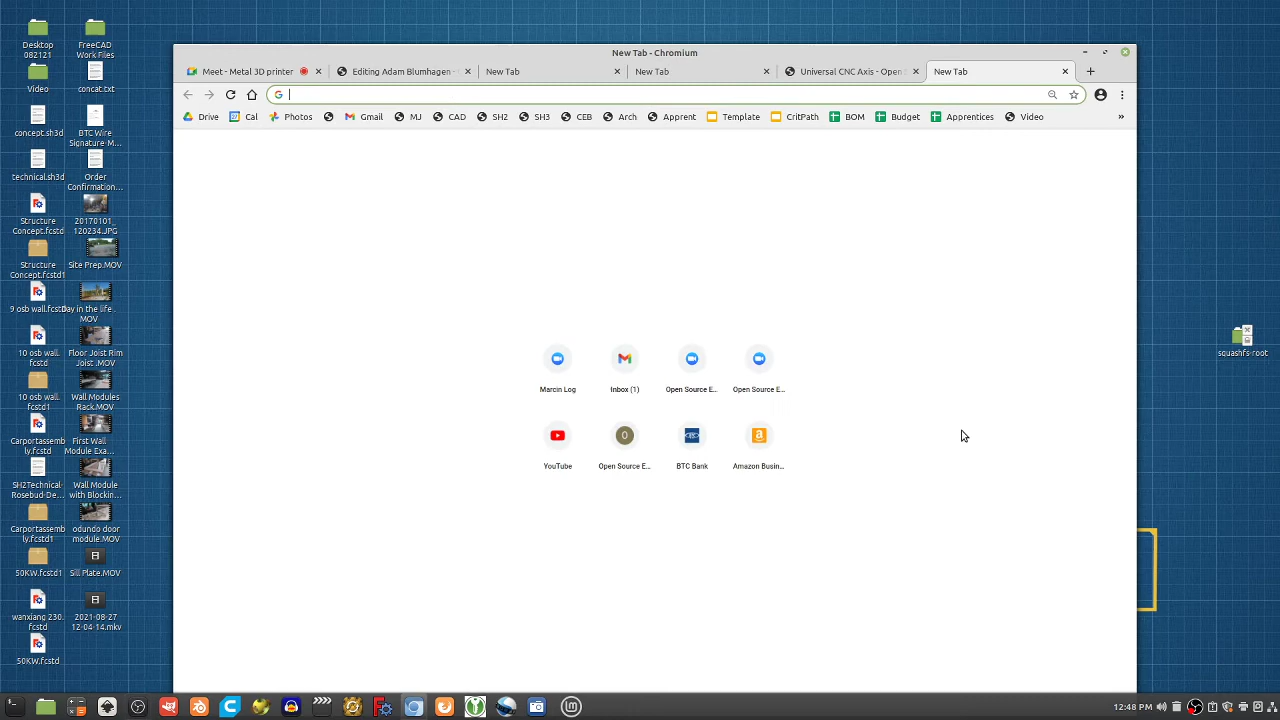 Desktop
082121
FreeCAD
Work Files
Video
concat.txt
concept.sh3d
BTC Wire
Signature-M...
technical.sh3d
Order
Confirmation...
Structure
Concept.fcstd
20170101_
120234.JPG
Structure
Concept.fcstd1
Site Prep.MOV
9 osb wall.fcstd
Day in the life .
MOV
10 osb wall.
fcstd
Floor Joist Rim
Joist .MOV
10 osb wall.
fcstd1
Wall Modules
Rack.MOV
Carportassemb
ly.fcstd
First Wall
Module Exa...
SH2Technical-
Rosebud-De...
Wall Module
with Blockin...
Carportassemb
ly.fcstd1
odundo door
module.MOV
50KW.fcstd1
Sill Plate.MOV
wanxiang 230.
fcstd
2021-08-27
12-04-14.mkv
50KW.fcstd
New Tab - Chromium
Meet - Metal 3D printer
Editing Adam Blumhagen -
New Tab
New Tab
Universal CNC Axis - Open
New Tab
Drive
Cal
Photos
Gmail
MJ
CAD
SH2
SH3
CEB
Arch
Apprent
Template
CritPath
BOM
Budget
Apprentices
Video
»
Marcin Log
Inbox (1)
Open Source E...
Open Source E...
YouTube
Open Source E...
BTC Bank
Amazon Busin...
squashfs-root
12:48 PM